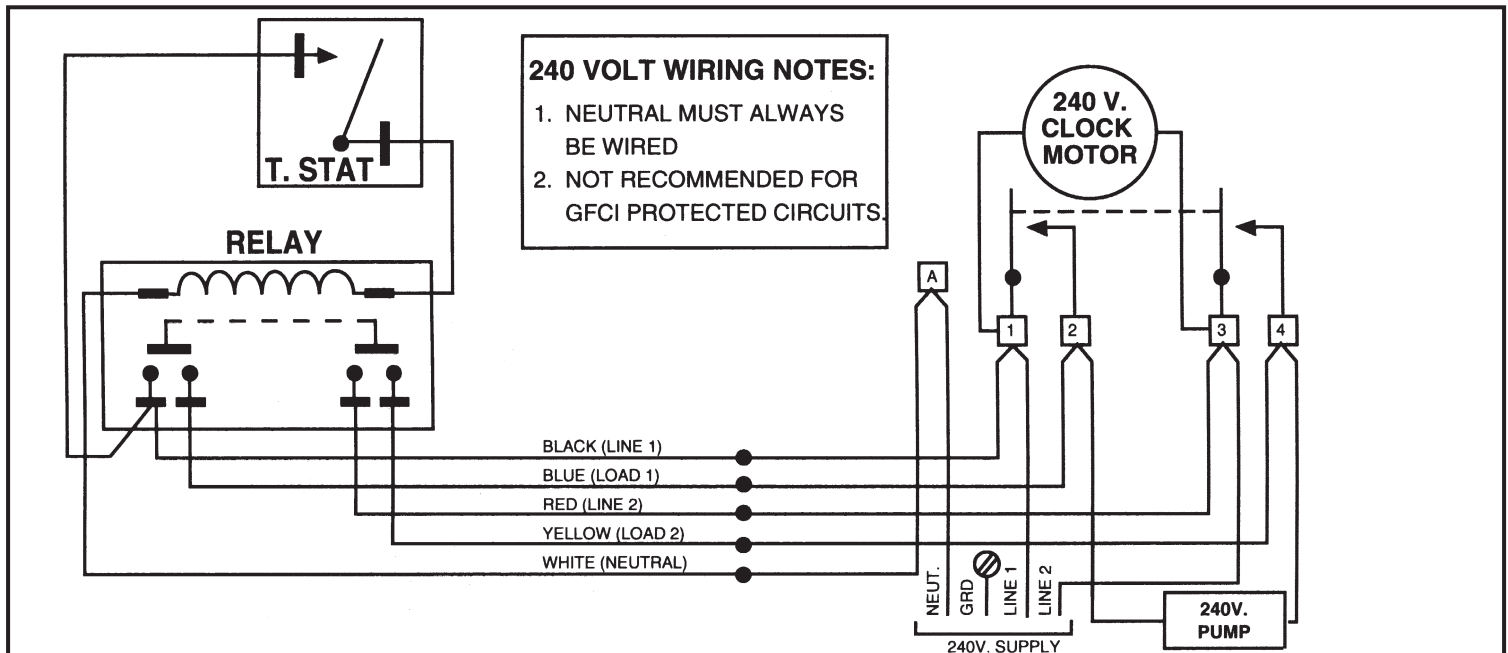 T. STAT
RELAY
240 VOLT WIRING NOTES:
1. NEUTRAL MUST ALWAYS
BE WIRED
2. NOT RECOMMENDED FOR
GFCI PROTECTED CIRCUITS.
240 V.
CLOCK
MOTOR
A
1
2
3
4
BLACK (LINE 1)
BLUE (LOAD 1)
RED (LINE 2)
YELLOW (LOAD 2)
WHITE (NEUTRAL)
NEUT.
GRD
LINE 1
LINE 2
240V. SUPPLY
240V.
PUMP